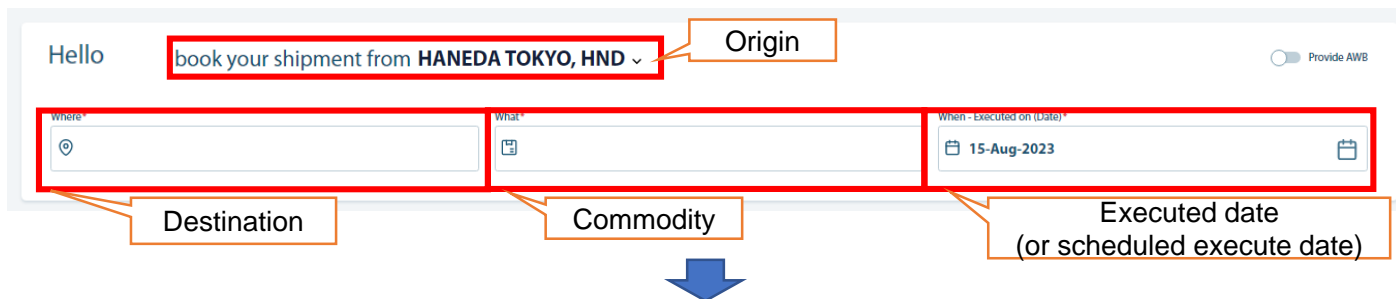 Hello
book your shipment from HANEDA TOKYO, HND
Origin
Provide AWB
Where*
What*
When - Executed on (Date)*
15-Aug-2023
Destination
Commodity
Executed date
(or scheduled execute date)